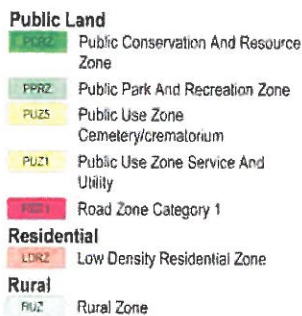 Public Land
PCRZ Public Conservation And Resource
Zone
PPRZ Public Park And Recreation Zone
PUZ5 Public Use Zone
Cemetery/crematorium
PUZ1 Public Use Zone Service And
Utility
RDZ1 Road Zone Category 1
Residential
LDRZ Low Density Residential Zone
Rural
RUZ Rural Zone